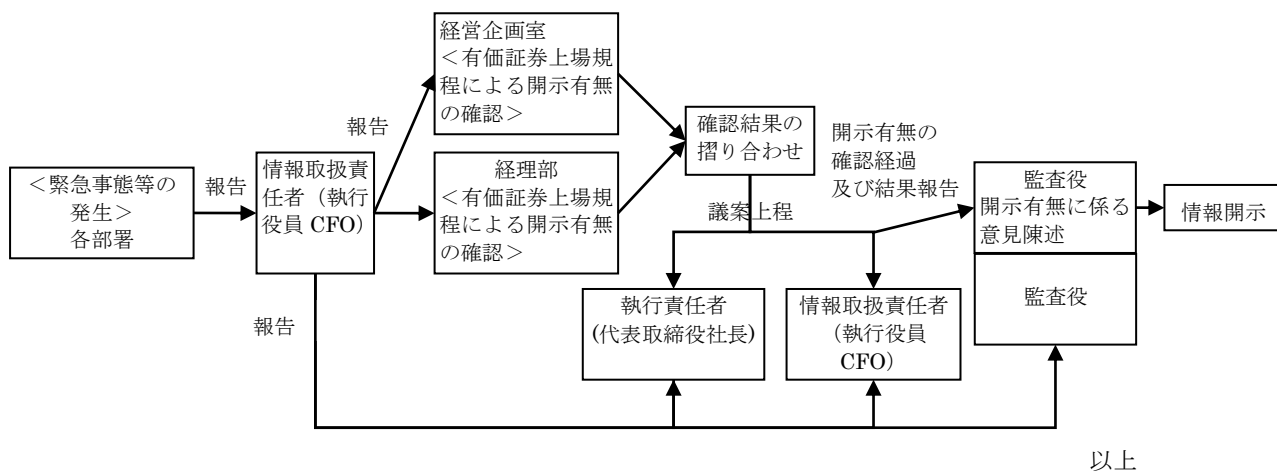 経営企画室
＜有価証券上場規
程による開示有無
の確認＞
報告
確認結果の
摺り合わせ
開示有無の
確認経過
及び結果報告
＜緊急事態等の
発生＞
各部署
報告
情報取扱責
任者（執行
役員 CFO）
経理部
＜有価証券上場規
程による開示有無
の確認＞
議案上程
監査役
開示有無に係る
意見陳述
情報開示
報告
執行責任者
(代表取締役社長)
情報取扱責任者
（執行役員
CFO）
監査役
以上